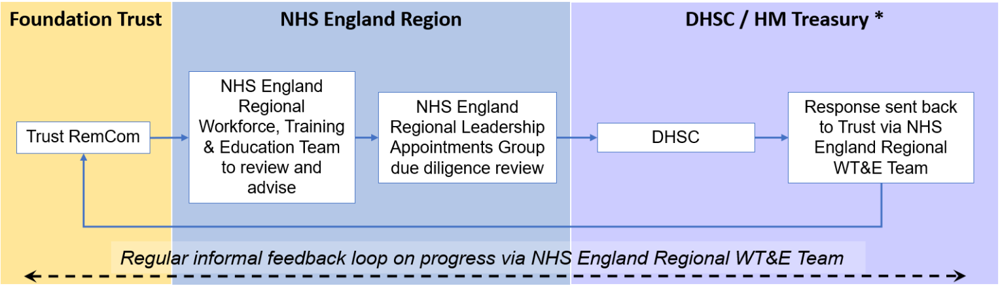 Foundation Trust
NHS England Region
DHSC / HM Treasury *
Trust RemCom
NHS England
Regional
Workforce, Training
& Education Team
to review and
advise
NHS England
Regional Leadership
Appointments Group
due diligence review
DHSC
Response sent back
to Trust via NHS
England Regional
WT&E Team
Regular informal feedback loop on progress via NHS England Regional WT&E Team